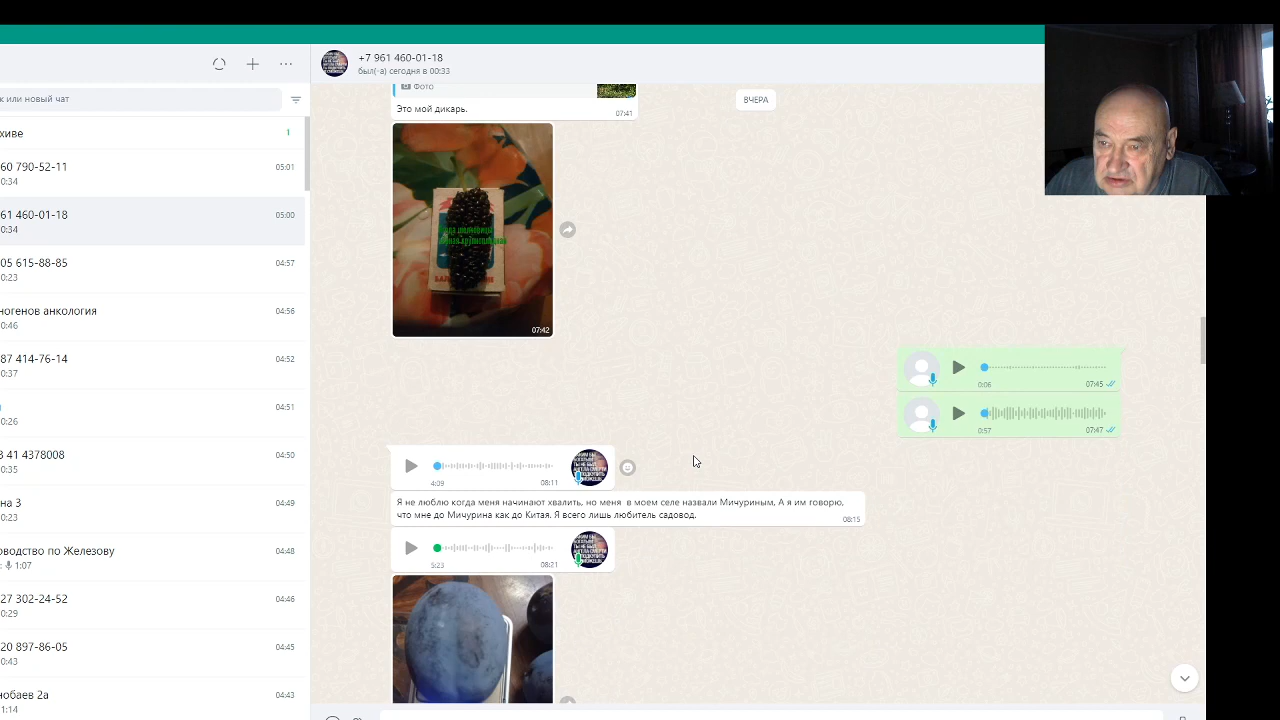 +7 961 460-01-18
был(-а) сегодня в 00:33
к или новый чат
хиве
1
60 790-52-11
05:01
0:34
61 460-01-18
05:00
05 615-88-85
04:57
0:23
ногенов анкология
04:56
0:46
87 414-76-14
04:52
0:37
04:51
0:26
8 41 4378008
04:50
0:35
на 3
04:49
0:23
оводство по Железову
04:48
1:07
27 302-24-52
04:46
0:29
20 897-86-05
04:45
0:43
нобаев 2а
04:43
1:14
Фото
Это мой дикарь.
07:41
ВЧЕРА
07:42
0:06
07:45
0:57
07:47
4:09
08:11
Я не люблю когда меня начинают хвалить, но меня в моем селе назвали Мичуриным, А я им говорю,
что мне до Мичурина как до Китая. Я всего лишь любитель садовод.
08:15
5:23
08:21